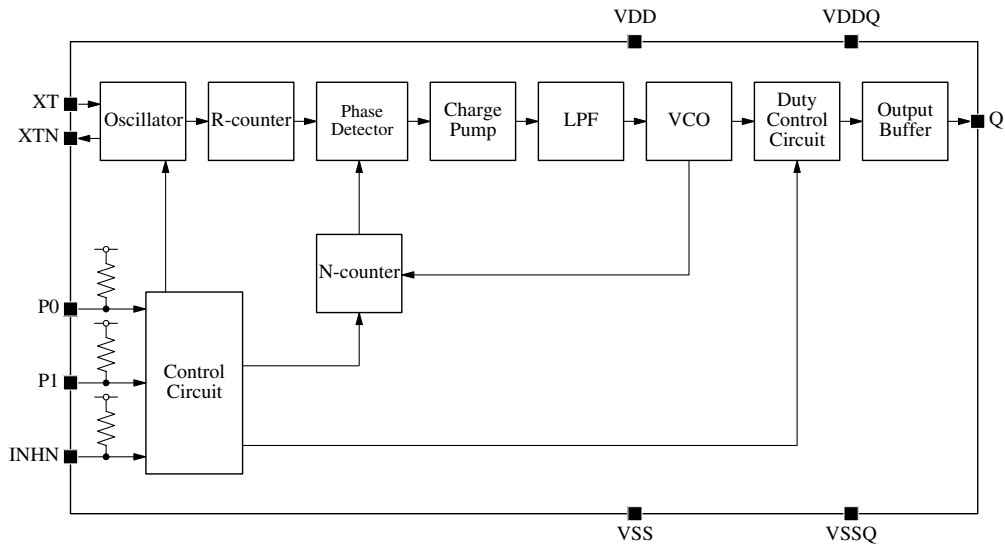 VDD
VDDQ
XT
XTN
Oscillator
R-counter
Phase
Detector
Charge
Pump
LPF
VCO
Duty
Control
Circuit
Output
Buffer
Q
N-counter
P0
P1
INHN
Control
Circuit
VSS
VSSQ